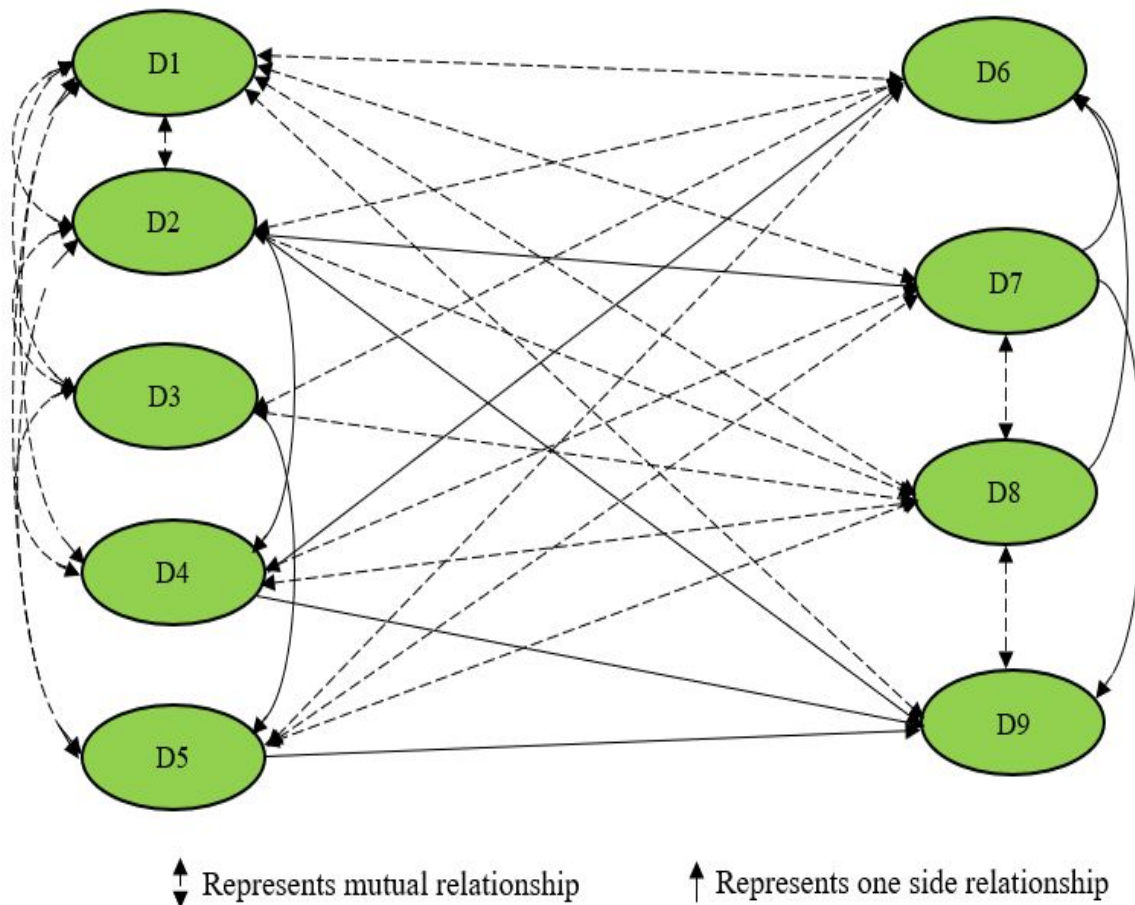 D1
D6
D2
D7
D3
D8
D4
D9
D5
Represents mutual relationship
Represents one side relationship